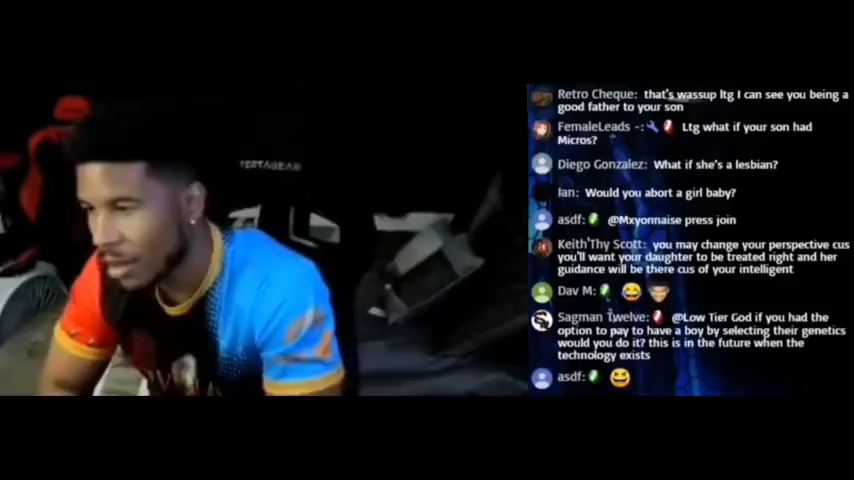 TERTAGEAR
Retro Cheque: that's wassup ltg I can see you being a
good father to your son
FemaleLeads -: Ltg what if your son had
Micros?
Diego Gonzalez: What if she's a lesbian?
Ian: Would you abort a girl baby?
asdf: @Mxyonnaise press join
Keith'Thy Scott: you may change your perspective cus
you'll want your daughter to be treated right and her
guidance will be there cus of your intelligent
Dav M:
Sagman Twelve: @Low Tier God if you had the
option to pay to have a boy by selecting their genetics
would you do it? this is in the future when the
technology exists
asdf: